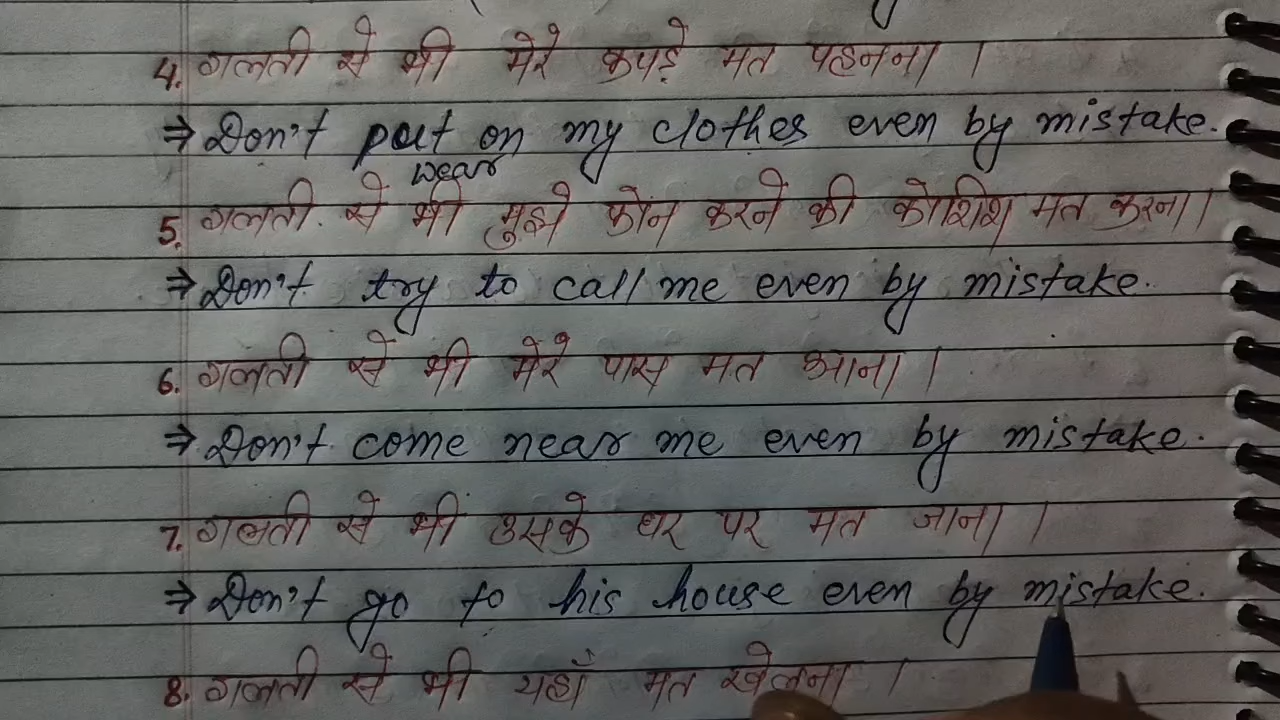 4. गलती से भी मेरे कपड़े मत पहनना ।
⇒ Don't put on my clothes even by mistake.
wear
5. गलती से भी मुझे फोन करने की कोशिश मत करना।
⇒ Don't try to call me even by mistake.
6. गलती से भी मेरे पास मत आना ।
⇒ Don't come near me even by mistake.
7. गलती से भी उसके घर पर मत जाना ।
⇒ Don't go to his house even by mistake.
8. गलती से भी यहाँ मत खेलना ।